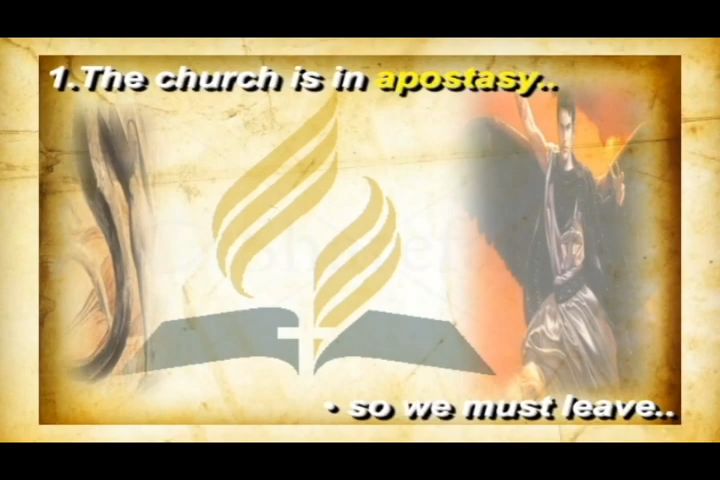 1.The church is in apostasy..
• so we must leave..